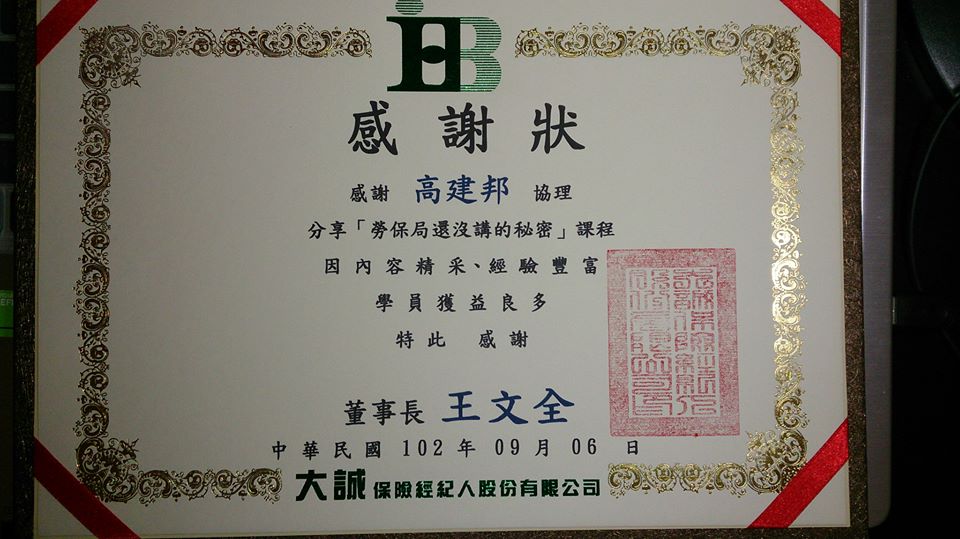 iHB
感謝狀
感謝 高建邦 協理
分享「勞保局還沒講的秘密」課程
因內容精采、經驗豐富
學員獲益良多
特此 感謝
董事長 王文全
中華民國 102 年 09 月 06 日
大誠保險經紀人股份有限公司